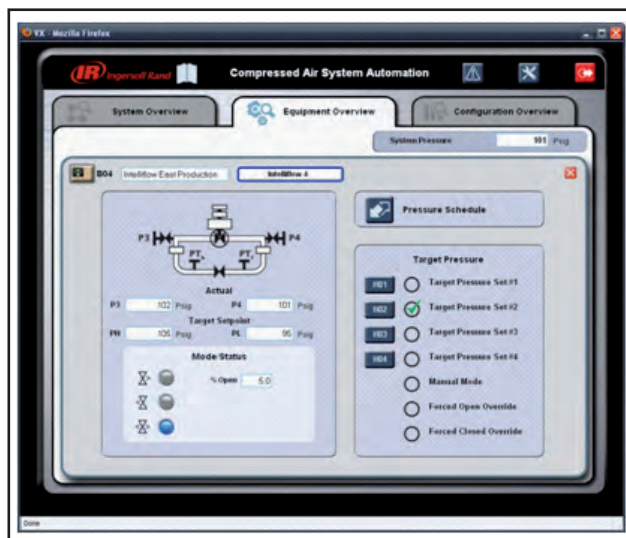 VX - Mozilla Firefox
IR Ingersoll Rand
Compressed Air System Automation
System Overview
Equipment Overview
Configuration Overview
System Pressure
Psig
B04
Intelliflow East Production
Intelliflow 4
Pressure Schedule
P3
P4
PT
PT
Actual
P3 102 Psig P4 101 Psig
Target Setpoint
PH 105 Psig PL 95 Psig
Mode Status
% Open 5.0
Target Pressure
H01 Target Pressure Set #1
H02 Target Pressure Set #2
H03 Target Pressure Set #3
H04 Target Pressure Set #4
Manual Mode
Forced Open Override
Forced Closed Override
Done